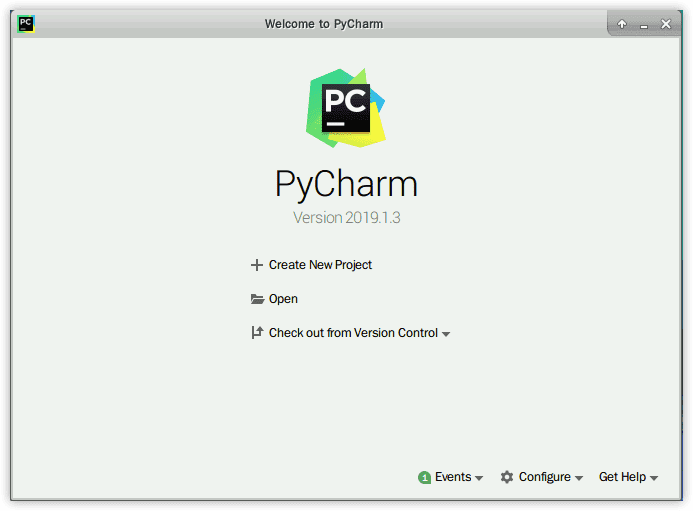 PC
Welcome to PyCharm
PC
PyCharm
Version 2019.1.3
Create New Project
Open
Check out from Version Control
1 Events
Configure
Get Help